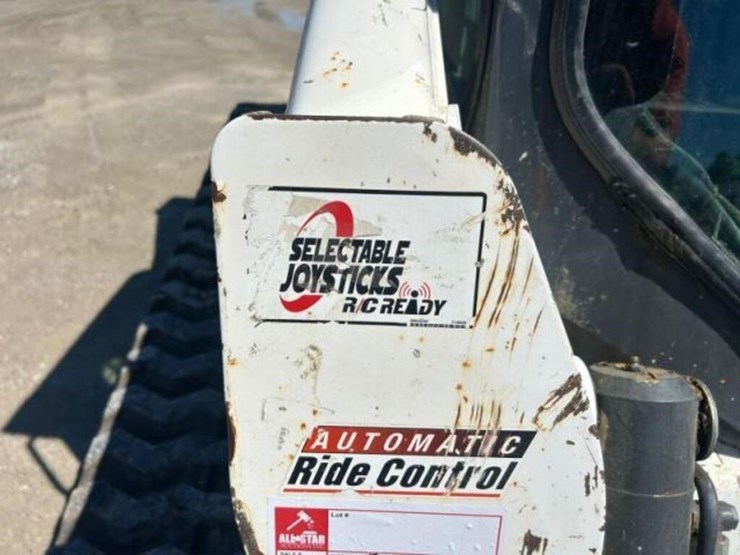 SELECTABLE
JOYSTICKS
R/C READY
AUTOMATIC
Ride Control
Lot #
ALL★STAR